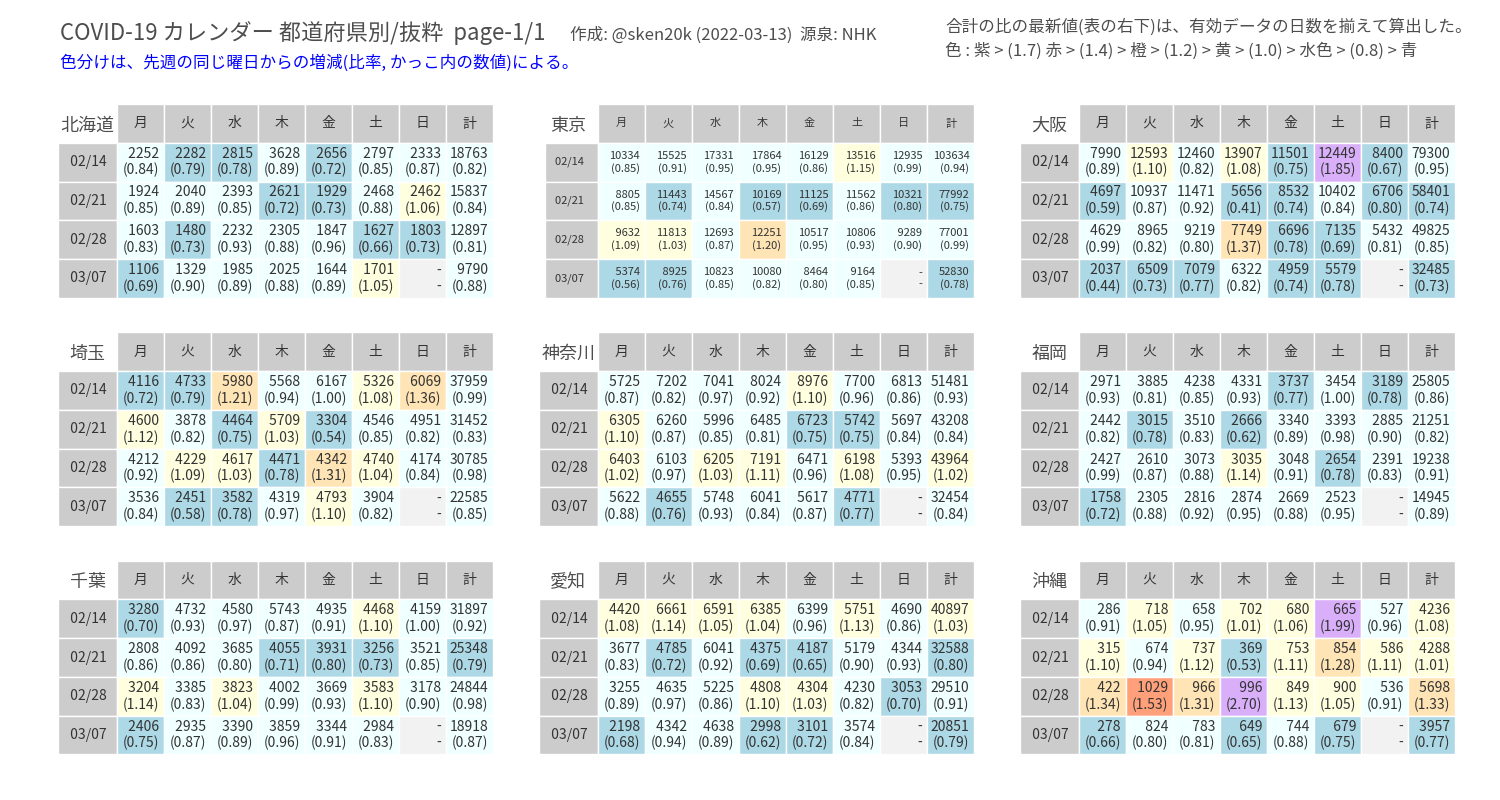 COVID-19 カレンダー 都道府県別/抜粋 page-1/1 作成: @sken20k (2022-03-13) 源泉: NHK
色分けは、先週の同じ曜日からの増減(比率, かっこ内の数値)による。
合計の比の最新値(表の右下)は、有効データの日数を揃えて算出した。
色 : 紫 > (1.7) 赤 > (1.4) > 橙 > (1.2) > 黄 > (1.0) > 水色 > (0.8) > 青
北海道 月 火 水 木 金 土 日 計
02/14 2252 2282 2815 3628 2656 2797 2333 18763
(0.84) (0.79) (0.78) (0.89) (0.72) (0.85) (0.87) (0.82)
02/21 1924 2040 2393 2621 1929 2468 2462 15837
(0.85) (0.89) (0.85) (0.72) (0.73) (0.88) (1.06) (0.84)
02/28 1603 1480 2232 2305 1847 1627 1803 12897
(0.83) (0.73) (0.93) (0.88) (0.96) (0.66) (0.73) (0.81)
03/07 1106 1329 1985 2025 1644 1701 - 9790
(0.69) (0.90) (0.89) (0.88) (0.89) (1.05) - (0.88)
東京 月 火 水 木 金 土 日 計
02/14 10334 15525 17331 17864 16129 13516 12935 103634
(0.85) (0.91) (0.95) (0.95) (0.86) (1.15) (0.99) (0.94)
02/21 8805 11443 14567 10169 11125 11562 10321 77992
(0.85) (0.74) (0.84) (0.57) (0.69) (0.86) (0.80) (0.75)
02/28 9632 11813 12693 12251 10517 10806 9289 77001
(1.09) (1.03) (0.87) (1.20) (0.95) (0.93) (0.90) (0.99)
03/07 5374 8925 10823 10080 8464 9164 - 52830
(0.56) (0.76) (0.85) (0.82) (0.80) (0.85) - (0.78)
大阪 月 火 水 木 金 土 日 計
02/14 7990 12593 12460 13907 11501 12449 8400 79300
(0.89) (1.10) (0.82) (1.08) (0.75) (1.85) (0.67) (0.95)
02/21 4697 10937 11471 5656 8532 10402 6706 58401
(0.59) (0.87) (0.92) (0.41) (0.74) (0.84) (0.80) (0.74)
02/28 4629 8965 9219 7749 6696 7135 5432 49825
(0.99) (0.82) (0.80) (1.37) (0.78) (0.69) (0.81) (0.85)
03/07 2037 6509 7079 6322 4959 5579 - 32485
(0.44) (0.73) (0.77) (0.82) (0.74) (0.78) - (0.73)
埼玉 月 火 水 木 金 土 日 計
02/14 4116 4733 5980 5568 6167 5326 6069 37959
(0.72) (0.79) (1.21) (0.94) (1.00) (1.08) (1.36) (0.99)
02/21 4600 3878 4464 5709 3304 4546 4951 31452
(1.12) (0.82) (0.75) (1.03) (0.54) (0.85) (0.82) (0.83)
02/28 4212 4229 4617 4471 4342 4740 4174 30785
(0.92) (1.09) (1.03) (0.78) (1.31) (1.04) (0.84) (0.98)
03/07 3536 2451 3582 4319 4793 3904 - 22585
(0.84) (0.58) (0.78) (0.97) (1.10) (0.82) - (0.85)
神奈川 月 火 水 木 金 土 日 計
02/14 5725 7202 7041 8024 8976 7700 6813 51481
(0.87) (0.82) (0.97) (0.92) (1.10) (0.96) (0.86) (0.93)
02/21 6305 6260 5996 6485 6723 5742 5697 43208
(1.10) (0.87) (0.85) (0.81) (0.75) (0.75) (0.84) (0.84)
02/28 6403 6103 6205 7191 6471 6198 5393 43964
(1.02) (0.97) (1.03) (1.11) (0.96) (1.08) (0.95) (1.02)
03/07 5622 4655 5748 6041 5617 4771 - 32454
(0.88) (0.76) (0.93) (0.84) (0.87) (0.77) - (0.84)
福岡 月 火 水 木 金 土 日 計
02/14 2971 3885 4238 4331 3737 3454 3189 25805
(0.93) (0.81) (0.85) (0.93) (0.77) (1.00) (0.78) (0.86)
02/21 2442 3015 3510 2666 3340 3393 2885 21251
(0.82) (0.78) (0.83) (0.62) (0.89) (0.98) (0.90) (0.82)
02/28 2427 2610 3073 3035 3048 2654 2391 19238
(0.99) (0.87) (0.88) (1.14) (0.91) (0.78) (0.83) (0.91)
03/07 1758 2305 2816 2874 2669 2523 - 14945
(0.72) (0.88) (0.92) (0.95) (0.88) (0.95) - (0.89)
千葉 月 火 水 木 金 土 日 計
02/14 3280 4732 4580 5743 4935 4468 4159 31897
(0.70) (0.93) (0.97) (0.87) (0.91) (1.10) (1.00) (0.92)
02/21 2808 4092 3685 4055 3931 3256 3521 25348
(0.86) (0.86) (0.80) (0.71) (0.80) (0.73) (0.85) (0.79)
02/28 3204 3385 3823 4002 3669 3583 3178 24844
(1.14) (0.83) (1.04) (0.99) (0.93) (1.10) (0.90) (0.98)
03/07 2406 2935 3390 3859 3344 2984 - 18918
(0.75) (0.87) (0.89) (0.96) (0.91) (0.83) - (0.87)
愛知 月 火 水 木 金 土 日 計
02/14 4420 6661 6591 6385 6399 5751 4690 40897
(1.08) (1.14) (1.05) (1.04) (0.96) (1.13) (0.86) (1.03)
02/21 3677 4785 6041 4375 4187 5179 4344 32588
(0.83) (0.72) (0.92) (0.69) (0.65) (0.90) (0.93) (0.80)
02/28 3255 4635 5225 4808 4304 4230 3053 29510
(0.89) (0.97) (0.86) (1.10) (1.03) (0.82) (0.70) (0.91)
03/07 2198 4342 4638 2998 3101 3574 - 20851
(0.68) (0.94) (0.89) (0.62) (0.72) (0.84) - (0.79)
沖縄 月 火 水 木 金 土 日 計
02/14 286 718 658 702 680 665 527 4236
(0.91) (1.05) (0.95) (1.01) (1.06) (1.99) (0.96) (1.08)
02/21 315 674 737 369 753 854 586 4288
(1.10) (0.94) (1.12) (0.53) (1.11) (1.28) (1.11) (1.01)
02/28 422 1029 966 996 849 900 536 5698
(1.34) (1.53) (1.31) (2.70) (1.13) (1.05) (0.91) (1.33)
03/07 278 824 783 649 744 679 - 3957
(0.66) (0.80) (0.81) (0.65) (0.88) (0.75) - (0.77)